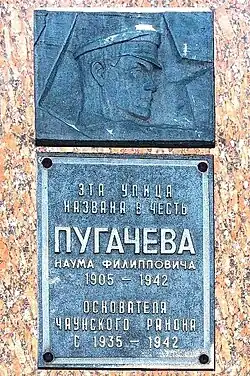 ЭТА УЛИЦА
НАЗВАНА В ЧЕСТЬ
ПУГАЧЕВА
НАУМА ФИЛИППОВИЧА
1905 – 1942
ОСНОВАТЕЛЯ
ЧАУНСКОГО РАЙОНА
С 1935 – 1942